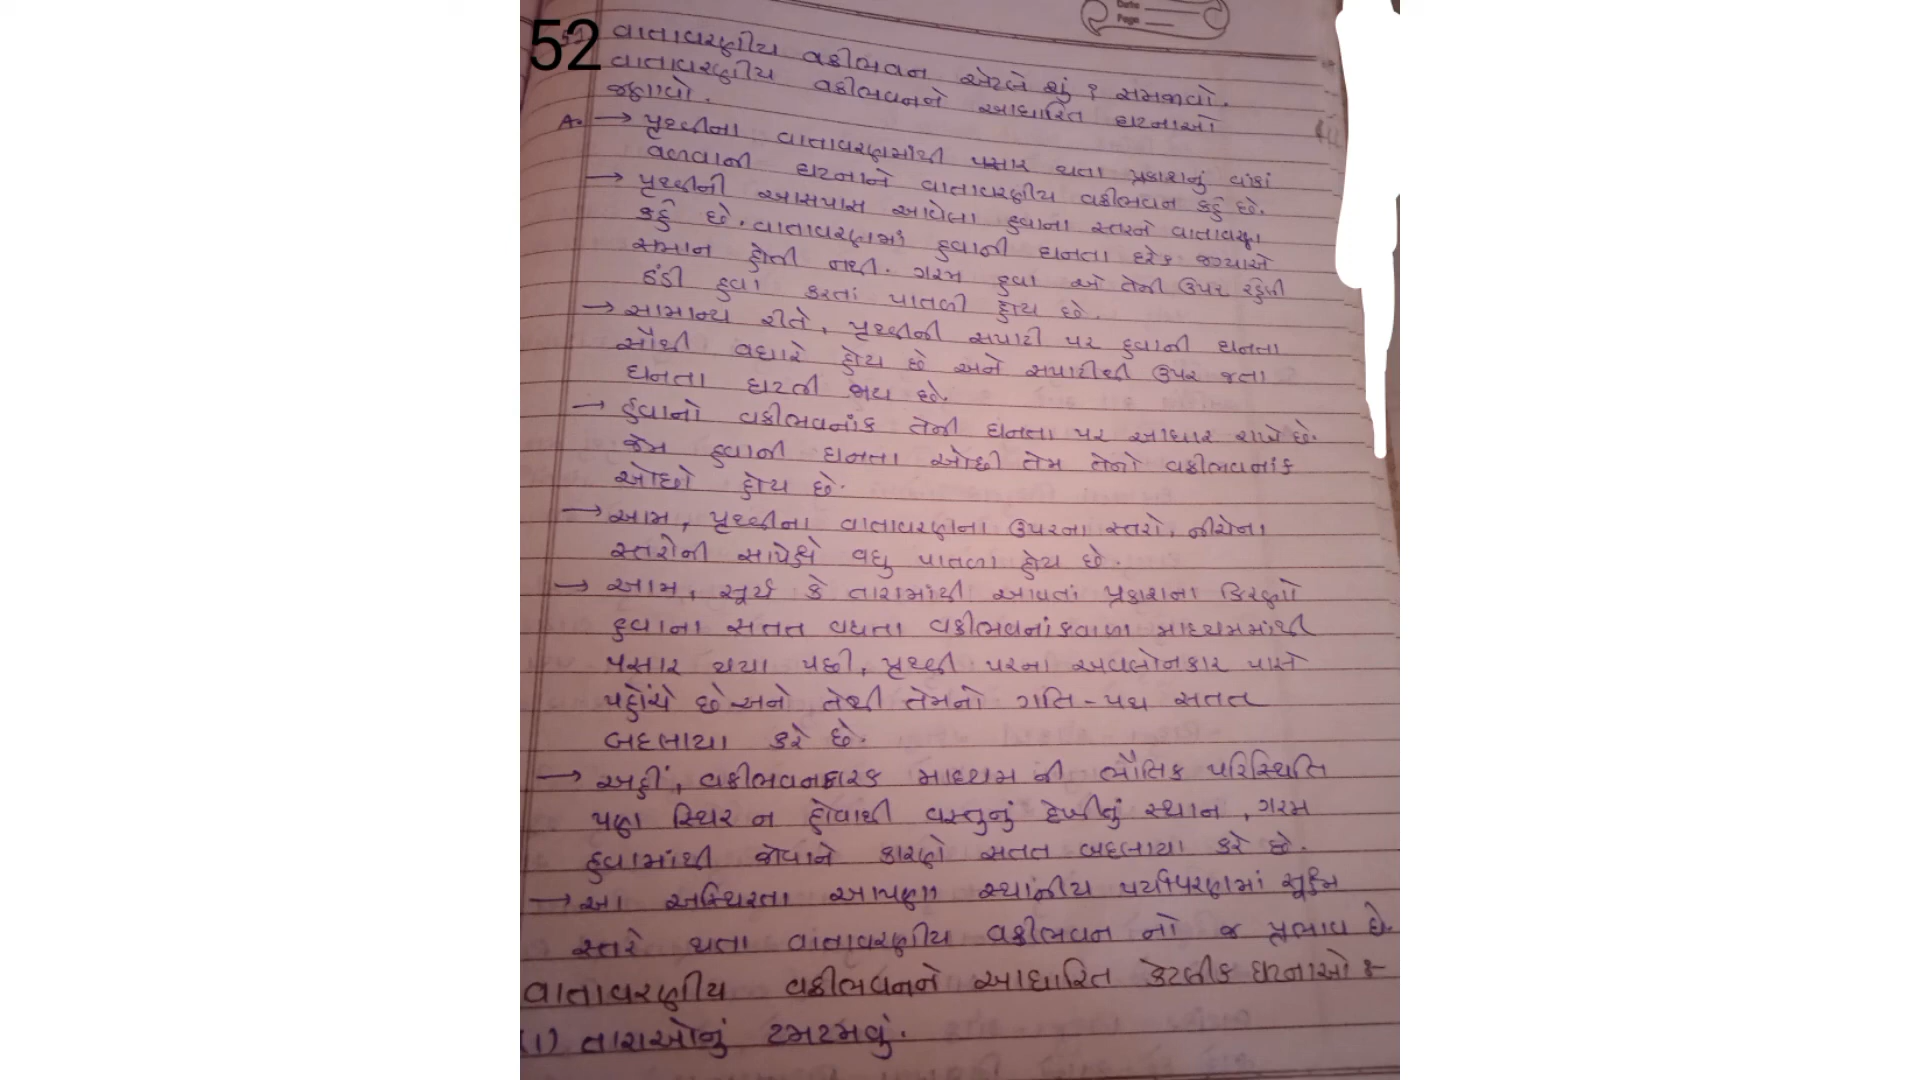 Date
Page
52 વાતાવરણીય વક્રીભવન એટલે શું ? સમજાવો.
વાતાવરણીય વક્રીભવનને આધારિત ઘટનાઓ
જણાવો.
A. → પૃથ્વીના વાતાવરણમાંથી પસાર થતા પ્રકાશનું વાંકાં
વળવાની ઘટનાને વાતાવરણીય વક્રીભવન કહે છે.
→ પૃથ્વીની આસપાસ આવેલા હવાના સ્તરને વાતાવરણ
કહે છે. વાતાવરણમાં હવાની ઘનતા દરેક જગ્યાએ
સમાન હોતી નથી. ગરમ હવા એ તેની ઉપર રહેલી
ઠંડી હવા કરતાં પાતળી હોય છે.
→ સામાન્ય રીતે, પૃથ્વીની સપાટી પર હવાની ઘનતા
સૌથી વધારે હોય છે અને સપાટીથી ઉપર જતા
ઘનતા ઘટતી જાય છે.
→ હવાનો વક્રીભવનાંક તેની ઘનતા પર આધાર રાખે છે.
જેમ હવાની ઘનતા ઓછી તેમ તેનો વક્રીભવનાંક
ઓછો હોય છે.
→ આમ, પૃથ્વીના વાતાવરણના ઉપરના સ્તરો, નીચેના
સ્તરોની સાપેક્ષે વધુ પાતળા હોય છે.
→ આમ, સૂર્ય કે તારામાંથી આવતાં પ્રકાશના કિરણો
હવાના સતત વધતા વક્રીભવનાંકવાળા માધ્યમમાંથી
પસાર થયા પછી, પૃથ્વી પરના અવલોનકાર પાસે
પહોંચે છે અને તેથી તેમનો ગતિ-પથ સતત
બદલાયા કરે છે.
→ અહીં, વક્રીભવનકારક માધ્યમ ની ભૌતિક પરિસ્થિતિ
પણ સ્થિર ન હોવાથી વસ્તુનું દેખીતું સ્થાન, ગરમ
હવામાંથી જોવાને કારણે સતત બદલાયા કરે છે.
→ આ અસ્થિરતા આપણા સ્થાનીય પર્યાવરણમાં સૂક્ષ્મ
સ્તરે થતા વાતાવરણીય વક્રીભવન નો જ પ્રભાવ છે.
વાતાવરણીય વક્રીભવનને આધારિત કેટલીક ઘટનાઓ :-
(1) તારાઓનું ટમટમવું.